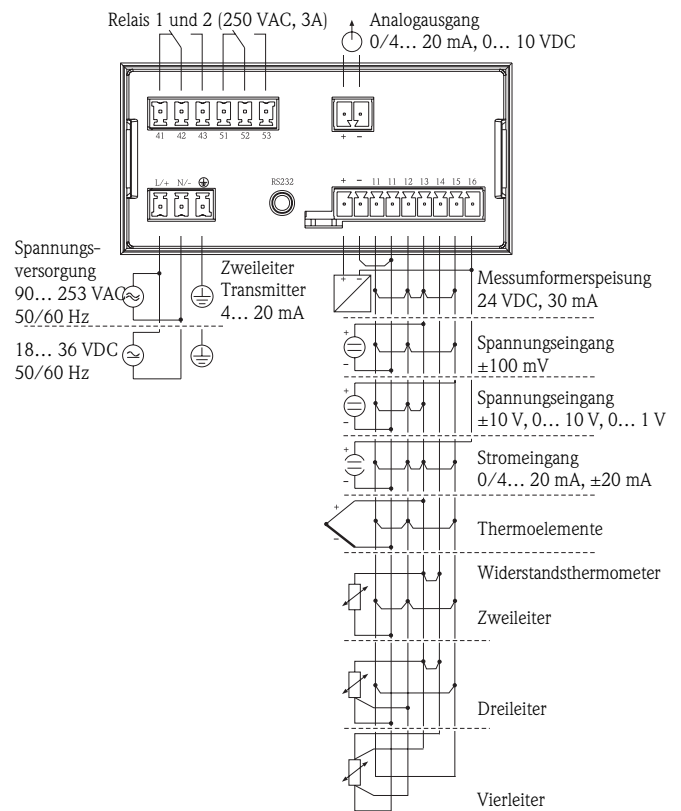 Relais 1 und 2 (250 VAC, 3A)
Analogausgang
0/4… 20 mA, 0… 10 VDC
41 42 43 51 52 53
+ –
L/+ N/-
RS232
+ – 11 11 12 13 14 15 16
Spannungs-
versorgung
90… 253 VAC
50/60 Hz
18… 36 VDC
50/60 Hz
Zweileiter
Transmitter
4… 20 mA
+ –
Messumformerspeisung
24 VDC, 30 mA
+
–
Spannungseingang
±100 mV
+
–
Spannungseingang
±10 V, 0… 10 V, 0… 1 V
+
–
Stromeingang
0/4… 20 mA, ±20 mA
+
–
Thermoelemente
Widerstandsthermometer
Zweileiter
Dreileiter
Vierleiter